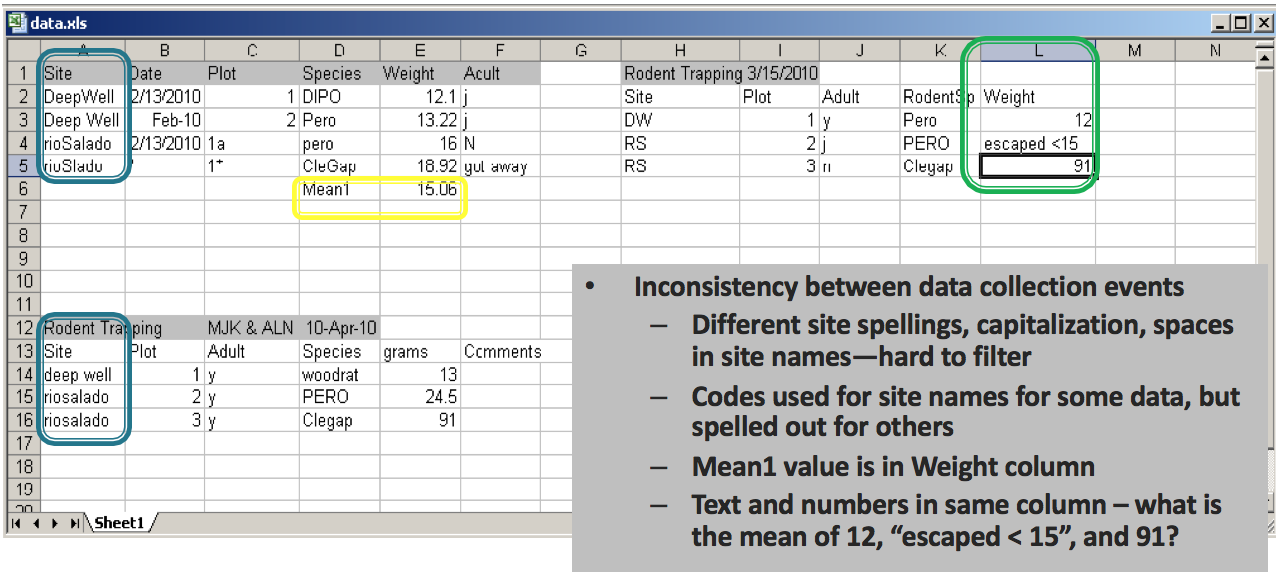 data.xls
A B C D E F G H I J K L M N
1 Site Date Plot Species Weight Acult Rodent Trapping 3/15/2010
2 DeepWell 2/13/2010 1 DIPO 12.1 j Site Plot Adult RodentSp Weight
3 Deep Well Feb-10 2 Pero 13.22 j DW 1 y Pero 12
4 rioSalado 2/13/2010 1a pero 16 N RS 2 j PERO escaped <15
5 rioSlado ' 1* CleGap 18.92 gut away RS 3 n Clegap 91
6 Mean1 15.06
7
8
9
10
11
12 Rodent Trapping MJK & ALN 10-Apr-10
13 Site Plot Adult Species grams Comments
14 deep well 1 y woodrat 13
15 riosalado 2 y PERO 24.5
16 riosalado 3 y Clegap 91
17
18
19
20
Sheet1
• Inconsistency between data collection events
– Different site spellings, capitalization, spaces
in site names—hard to filter
– Codes used for site names for some data, but
spelled out for others
– Mean1 value is in Weight column
– Text and numbers in same column – what is
the mean of 12, “escaped < 15”, and 91?